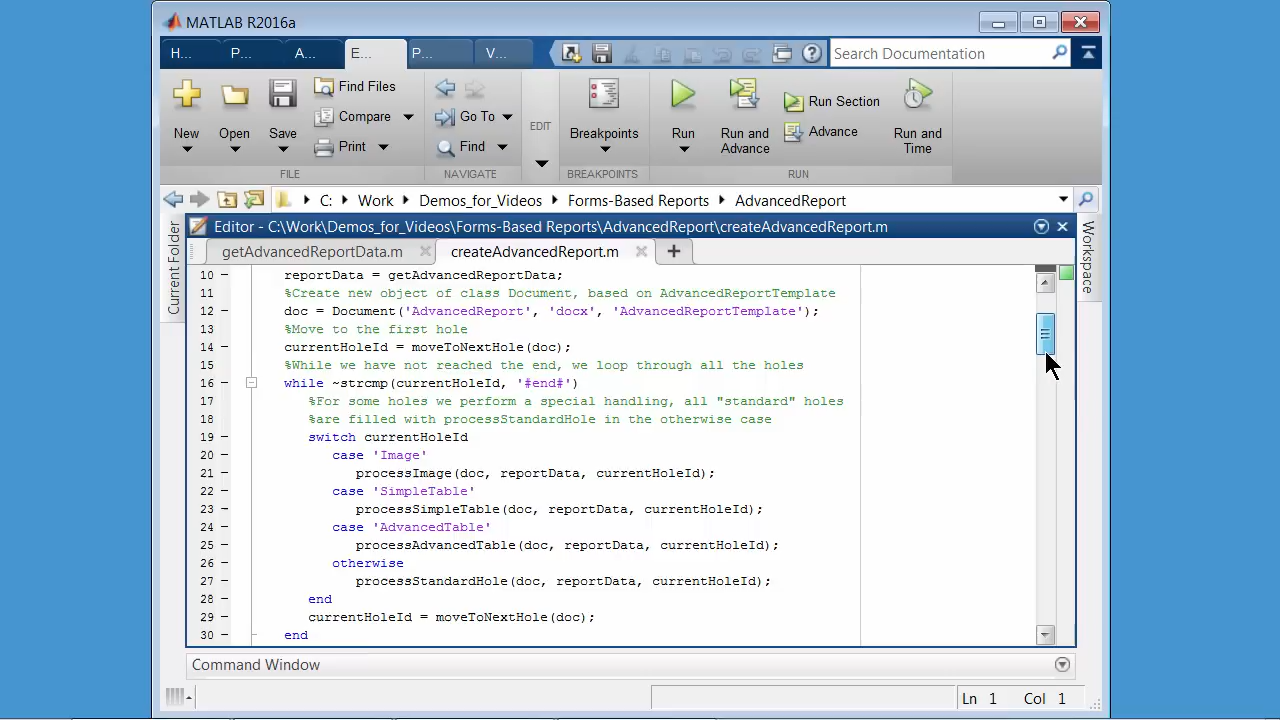 MATLAB R2016a
H... P... A... E... P... V... Search Documentation
New Open Save Find Files Compare Print
Go To Find
EDIT
Breakpoints
Run Run and Advance Run Section Advance Run and Time
FILE NAVIGATE BREAKPOINTS RUN
C: Work Demos_for_Videos Forms-Based Reports AdvancedReport
Current Folder
Workspace
Editor - C:\Work\Demos_for_Videos\Forms-Based Reports\AdvancedReport\createAdvancedReport.m
getAdvancedReportData.m createAdvancedReport.m
10 reportData = getAdvancedReportData;
11 %Create new object of class Document, based on AdvancedReportTemplate
12 doc = Document('AdvancedReport', 'docx', 'AdvancedReportTemplate');
13 %Move to the first hole
14 currentHoleId = moveToNextHole(doc);
15 %While we have not reached the end, we loop through all the holes
16 while ~strcmp(currentHoleId, '#end#')
17 %For some holes we perform a special handling, all "standard" holes
18 %are filled with processStandardHole in the otherwise case
19 switch currentHoleId
20 case 'Image'
21 processImage(doc, reportData, currentHoleId);
22 case 'SimpleTable'
23 processSimpleTable(doc, reportData, currentHoleId);
24 case 'AdvancedTable'
25 processAdvancedTable(doc, reportData, currentHoleId);
26 otherwise
27 processStandardHole(doc, reportData, currentHoleId);
28 end
29 currentHoleId = moveToNextHole(doc);
30 end
Command Window
Ln 1 Col 1